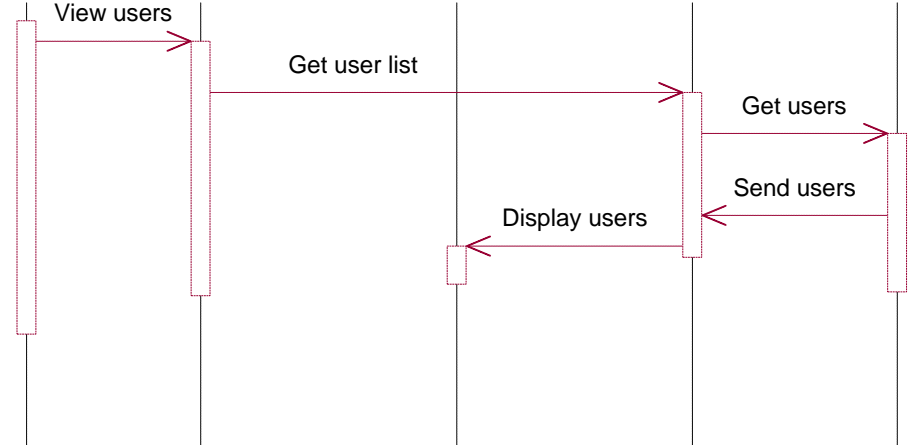 View users
Get user list
Get users
Send users
Display users